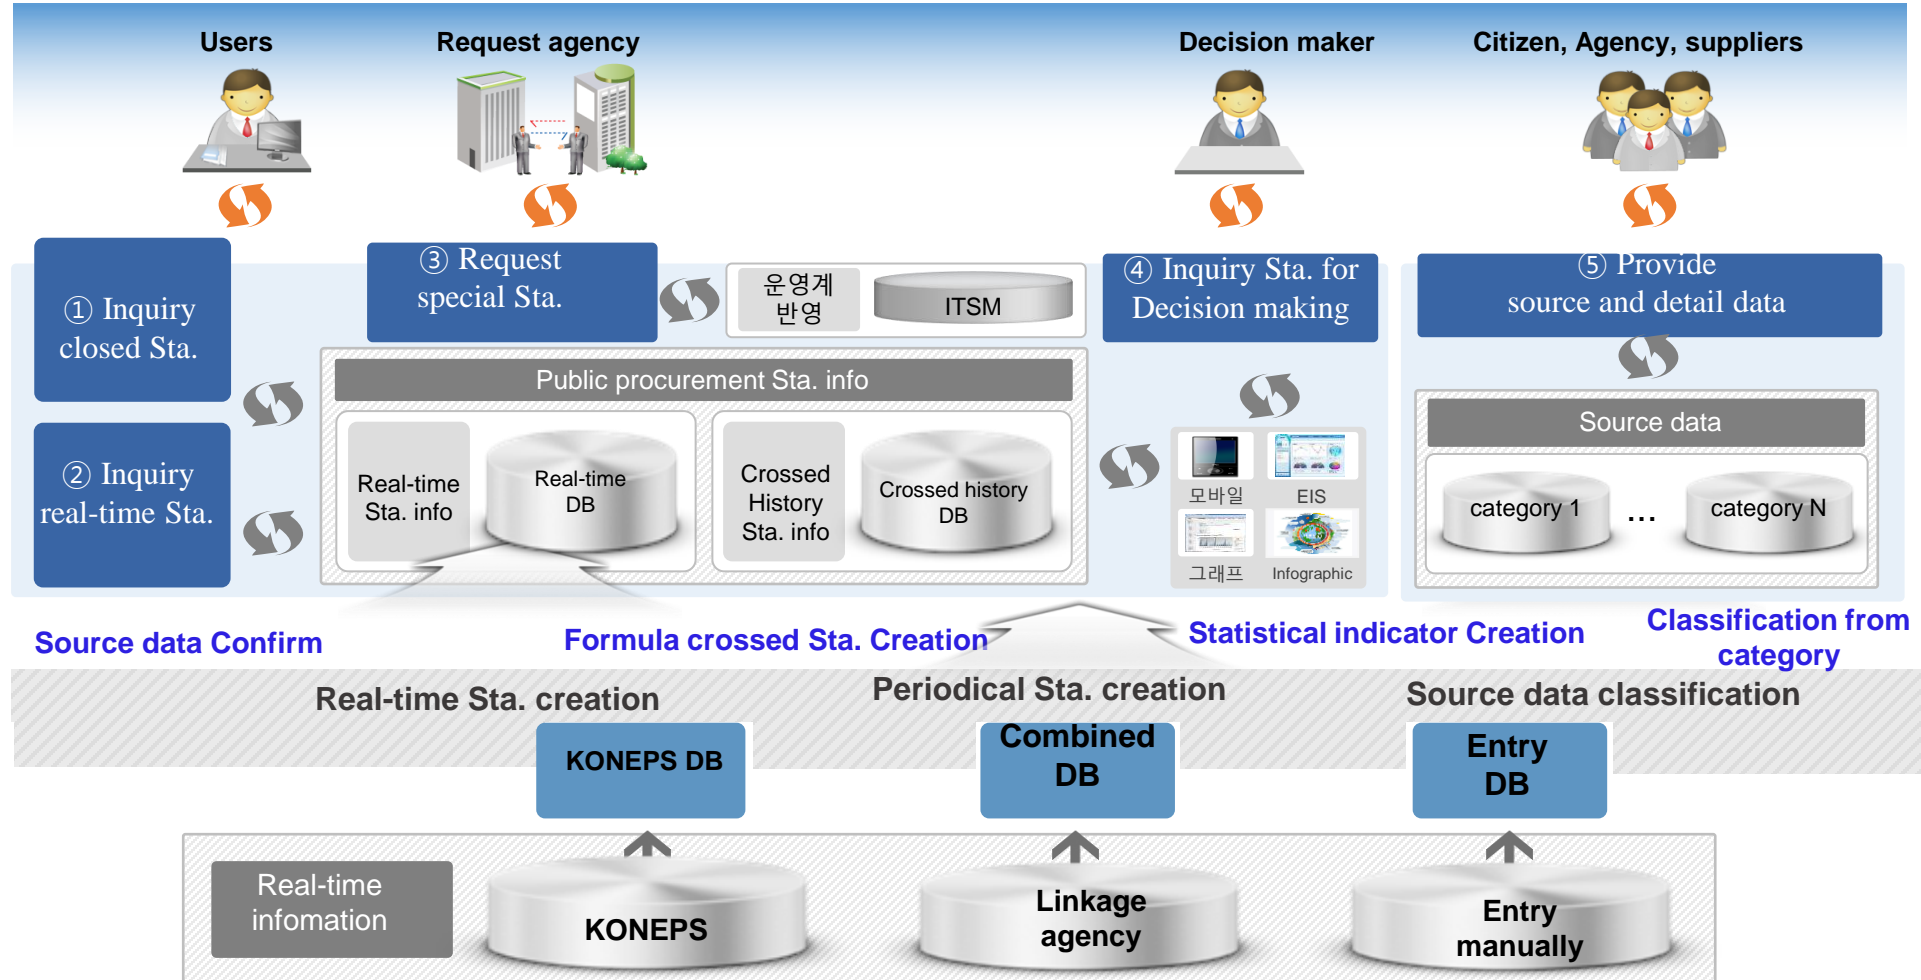 Users
Request agency
Decision maker
Citizen, Agency, suppliers
① Inquiry
closed Sta.
② Inquiry
real-time Sta.
③ Request
special Sta.
운영계
반영
ITSM
④ Inquiry Sta. for
Decision making
⑤ Provide
source and detail data
Public procurement Sta. info
Real-time
Sta. info
Real-time
DB
Crossed
History
Sta. info
Crossed history
DB
모바일
EIS
그래프
Infographic
Source data
category 1
...
category N
Source data Confirm
Formula crossed Sta. Creation
Statistical indicator Creation
Classification from
category
Real-time Sta. creation
Periodical Sta. creation
Source data classification
KONEPS DB
Combined
DB
Entry
DB
Real-time
infomation
KONEPS
Linkage
agency
Entry
manually